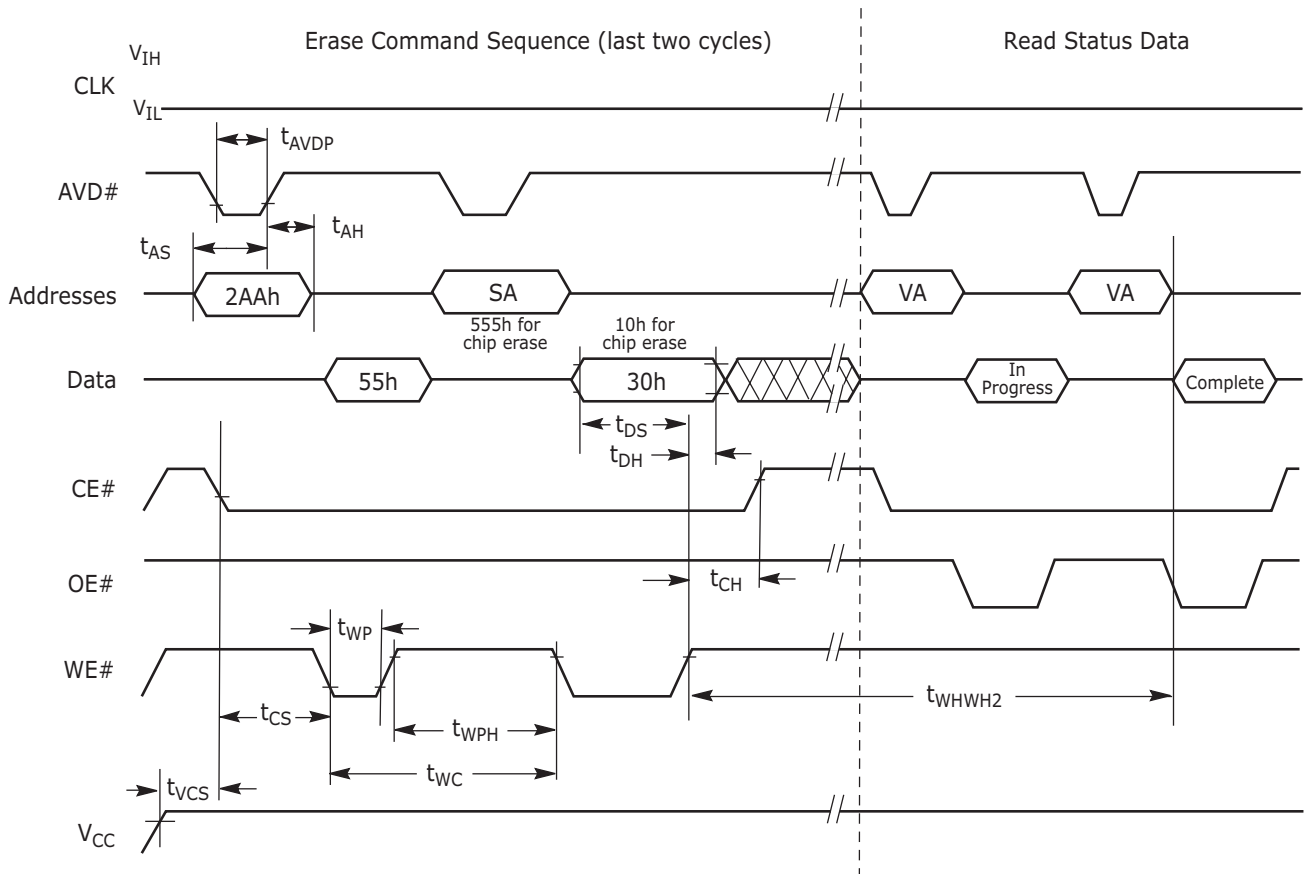 Erase Command Sequence (last two cycles)
Read Status Data
VIH
CLK
VIL
tAVDP
AVD#
tAH
tAS
Addresses
2AAh
SA
VA
VA
555h for
chip erase
10h for
chip erase
Data
55h
30h
In
Progress
Complete
tDS
tDH
CE#
OE#
tCH
tWP
WE#
tCS
tWPH
tWHWH2
tWC
tVCS
VCC